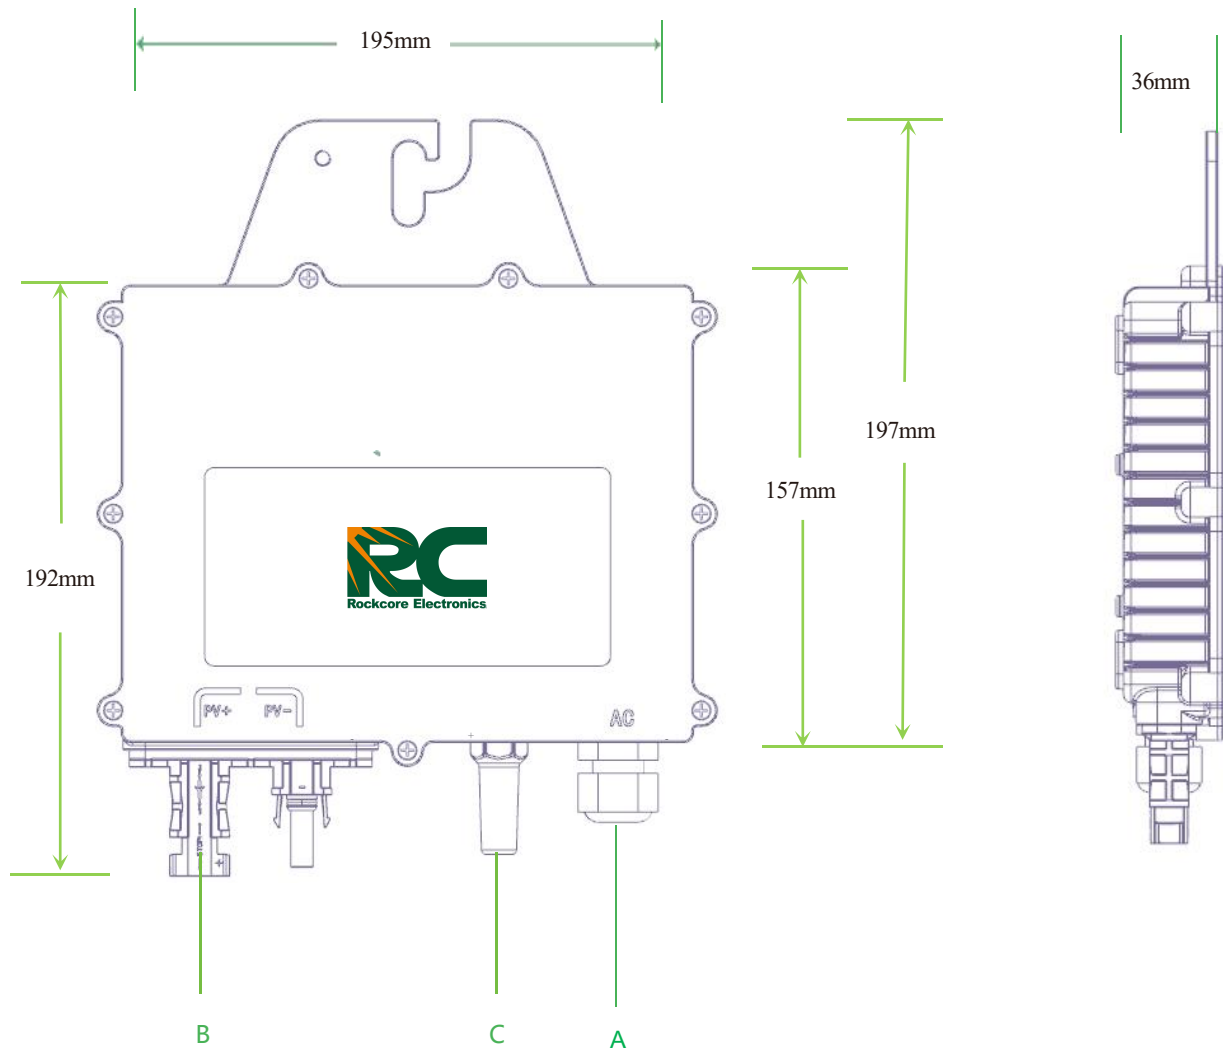 195mm
36mm
197mm
157mm
192mm
RC
Rockcore Electronics
PV+ PV-
AC
B
C
A